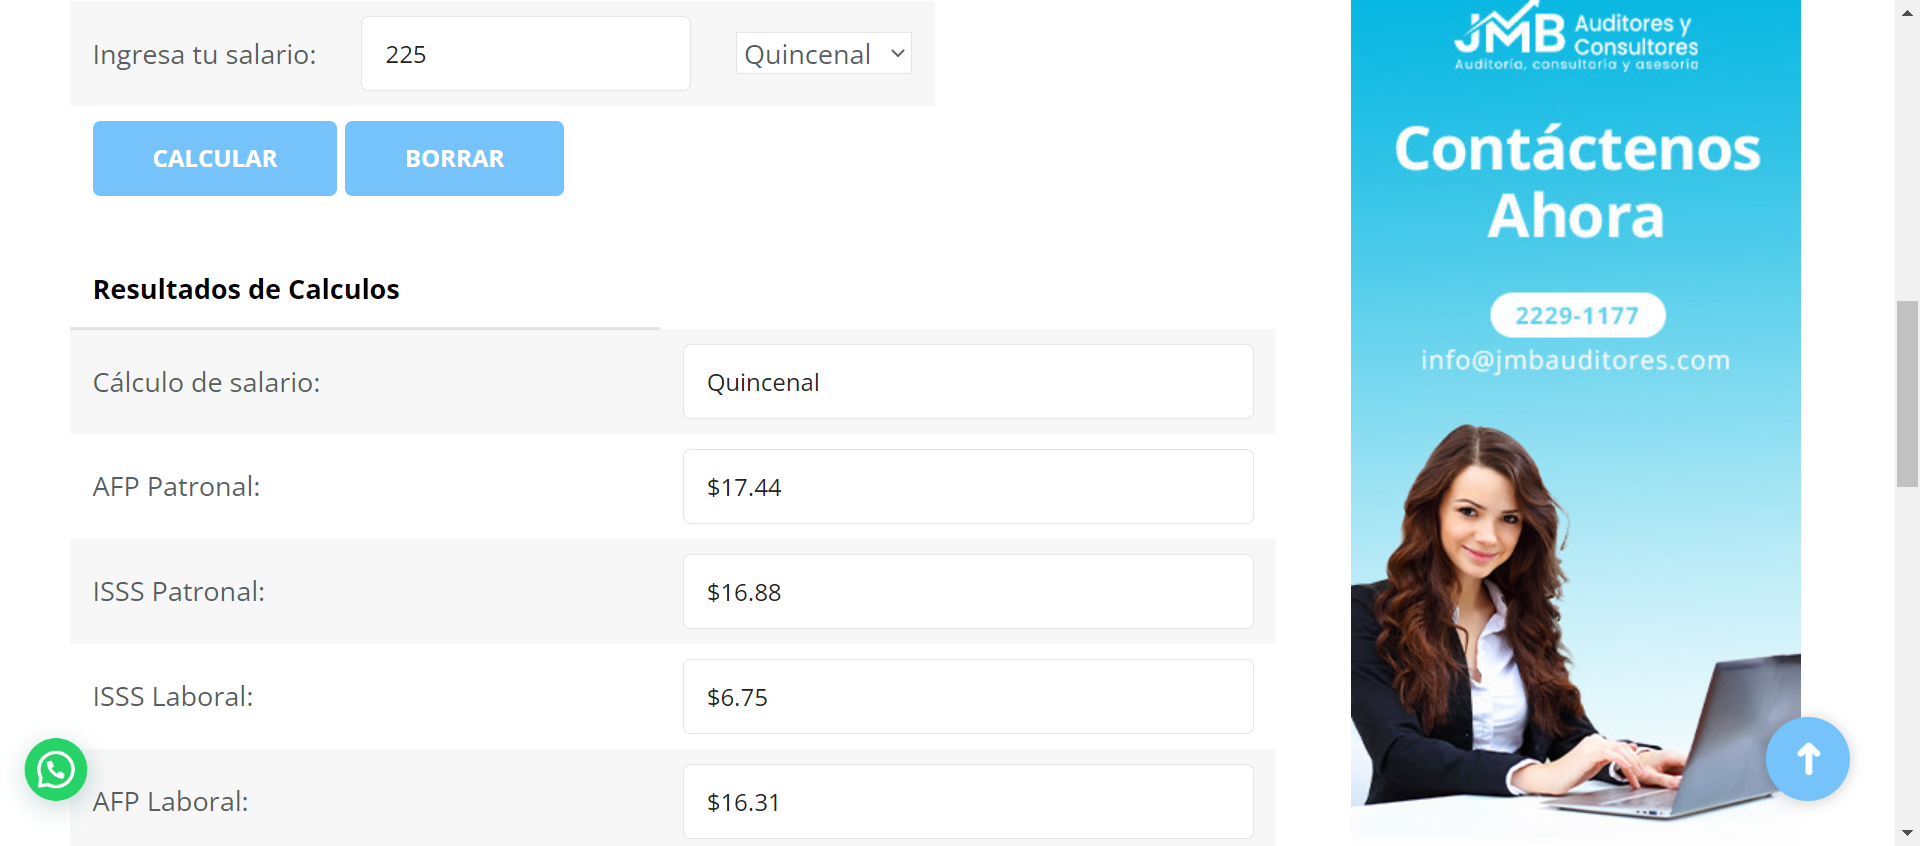 Ingresa tu salario:
225
Quincenal
CALCULAR
BORRAR
Resultados de Calculos
Cálculo de salario:
Quincenal
AFP Patronal:
$17.44
ISSS Patronal:
$16.88
ISSS Laboral:
$6.75
AFP Laboral:
$16.31
JMB
Auditores y
Consultores
Auditoría, consultoría y asesoría
Contáctenos
Ahora
2229-1177
info@jmbauditores.com